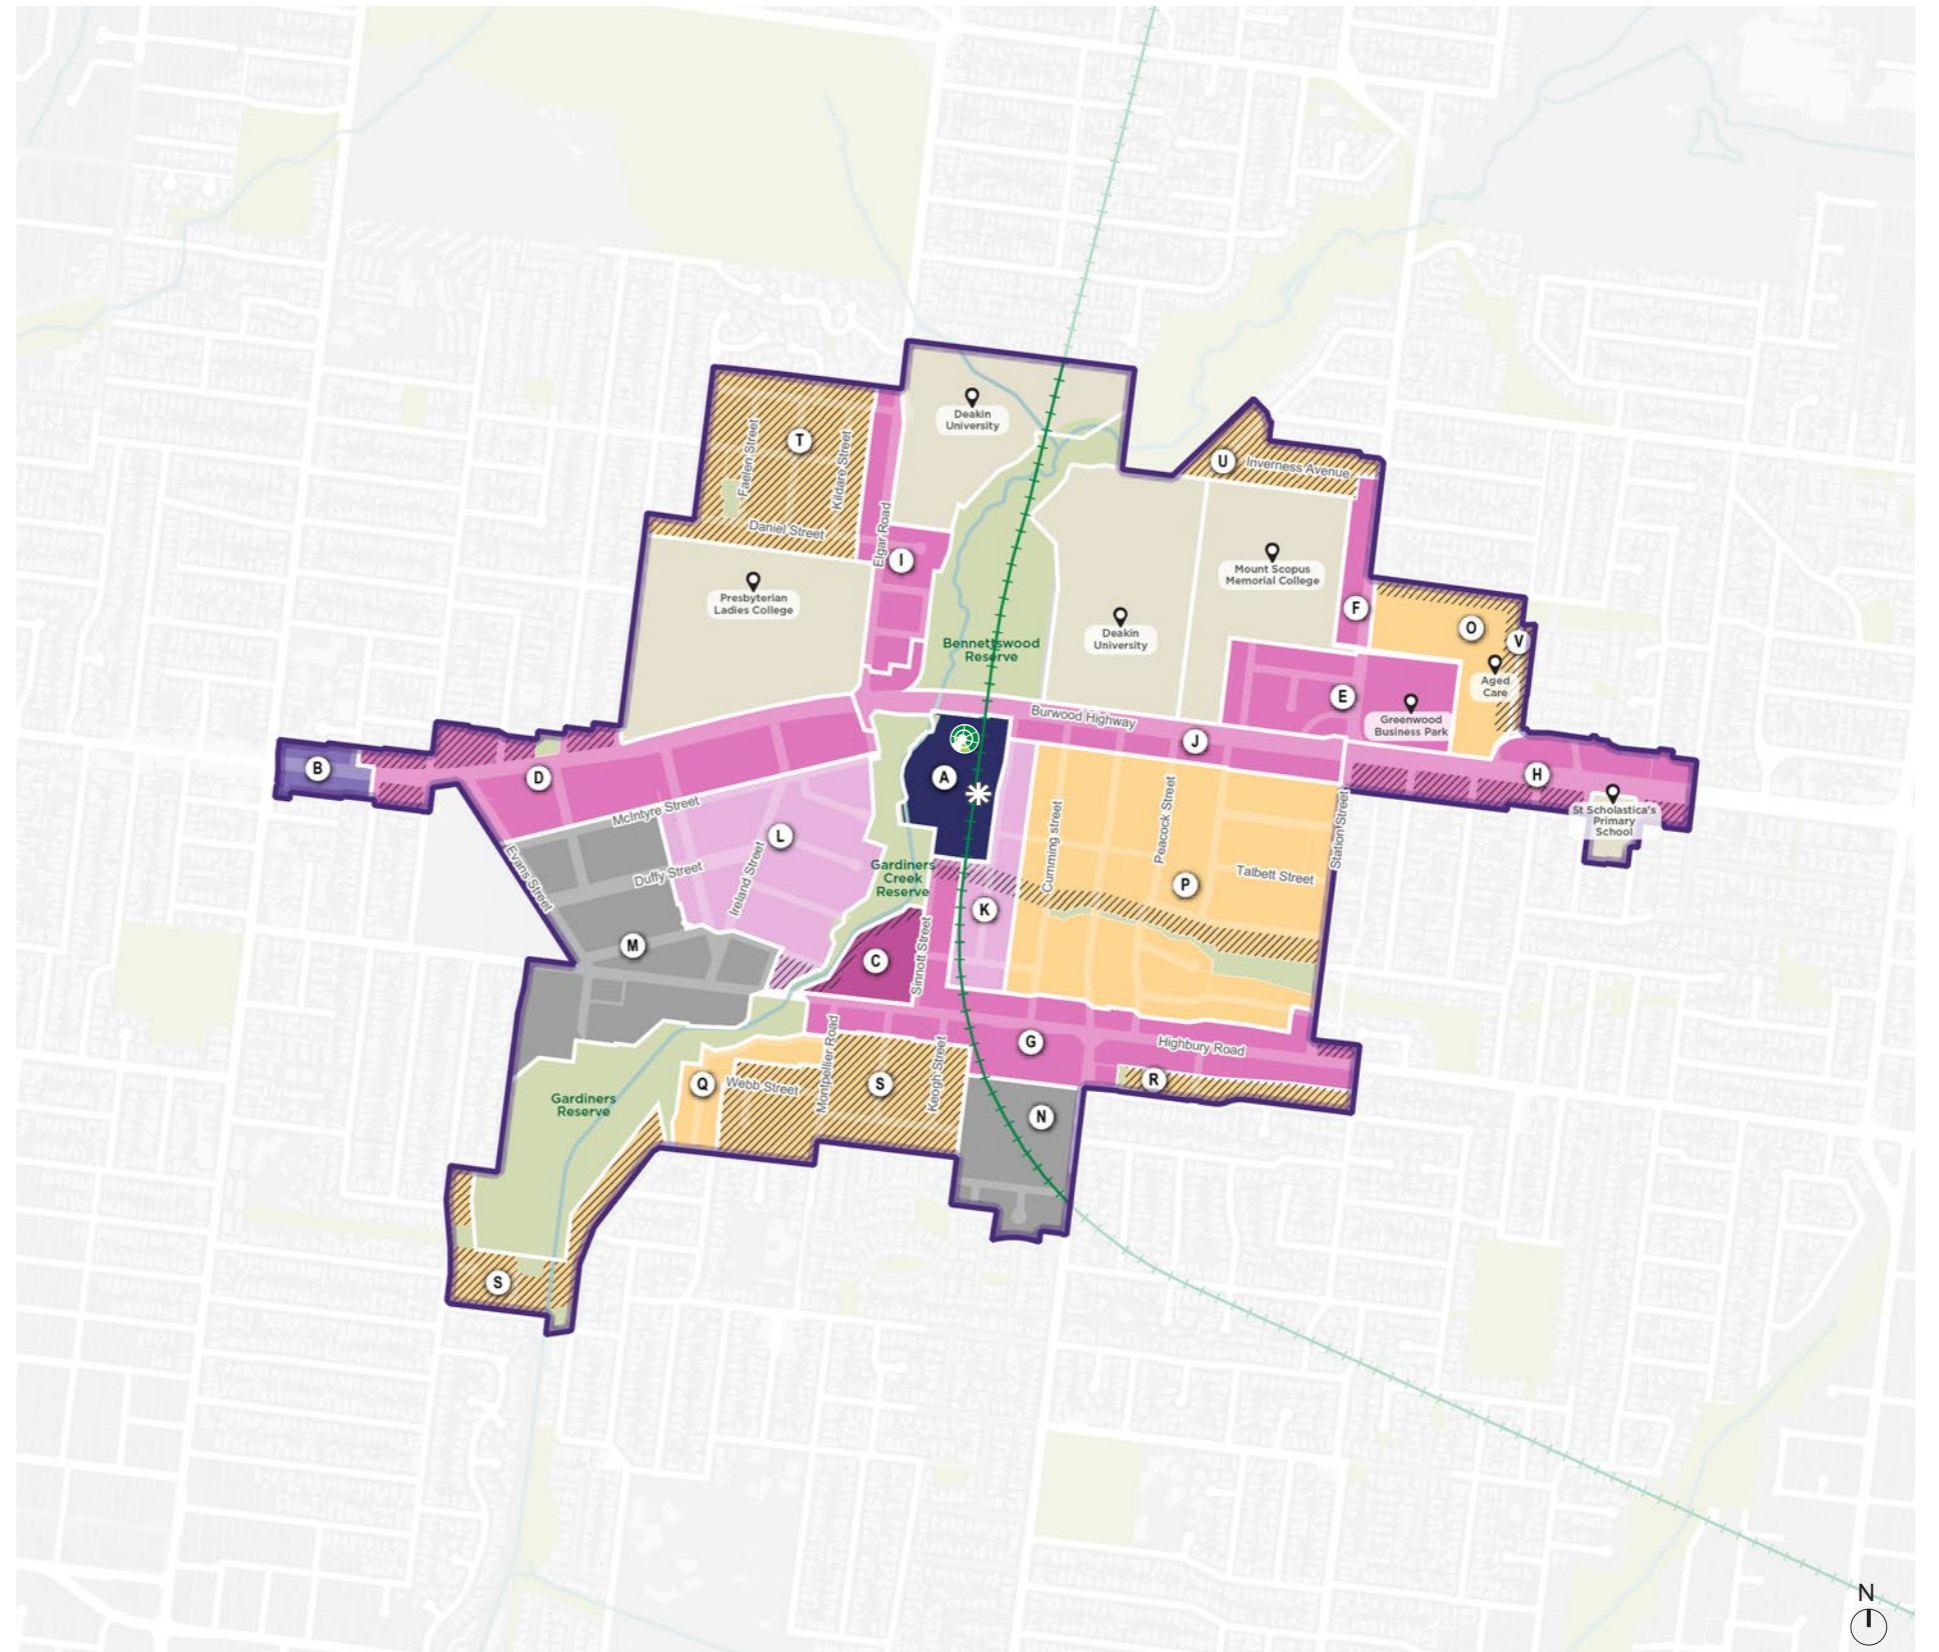 Deakin
University
T
Faelen Street
Kildare Street
U
Inverness Avenue
Daniel Street
Elgar Road
I
Mount Scopus
Memorial College
Presbyterian
Ladies College
F
O
V
Deakin
University
Bennettswood
Reserve
Aged
Care
E
Greenwood
Business Park
Burwood Highway
J
B
D
A
H
St Scholastica's
Primary
School
McIntyre Street
L
Cumming street
Peacock Street
Station Street
Evans Street
Duffy Street
Ireland Street
Gardiners
Creek
Reserve
Talbett Street
P
K
M
C
Sinnott Street
G
Highbury Road
Montpellier Road
Keogh Street
Q
Webb Street
S
R
Gardiners
Reserve
N
S
N